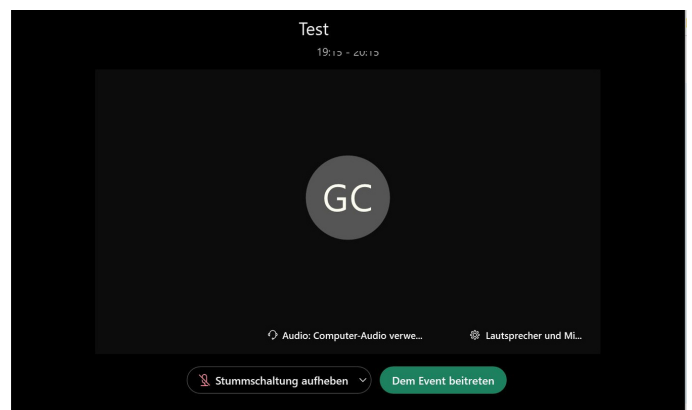 Test
19:15 - 20:15
GC
Audio: Computer-Audio verwe...
Lautsprecher und Mi...
Stummschaltung aufheben
Dem Event beitreten